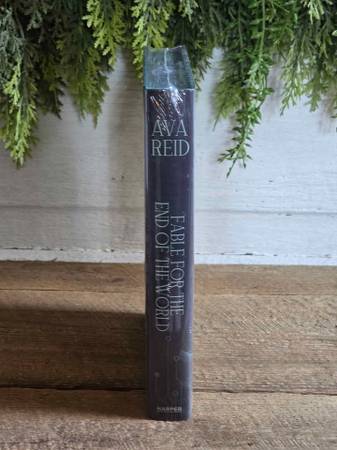 AVA
REID
FABLE FOR THE
END OF THE WORLD
HARPER